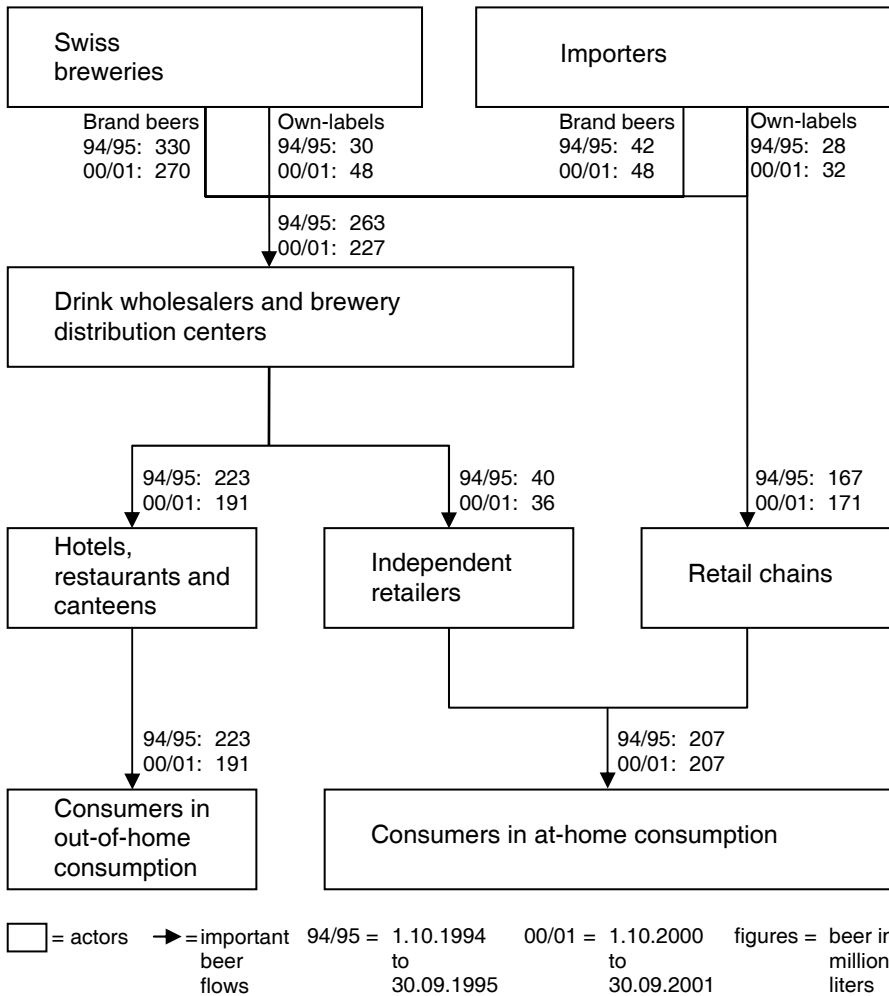 Swiss
breweries
Importers
Brand beers
94/95: 330
00/01: 270
Own-labels
94/95: 30
00/01: 48
Brand beers
94/95: 42
00/01: 48
Own-labels
94/95: 28
00/01: 32
94/95: 263
00/01: 227
Drink wholesalers and brewery
distribution centers
94/95: 223
00/01: 191
94/95: 40
00/01: 36
94/95: 167
00/01: 171
Hotels,
restaurants and
canteens
Independent
retailers
Retail chains
94/95: 223
00/01: 191
94/95: 207
00/01: 207
Consumers in
out-of-home
consumption
Consumers in at-home consumption
= actors
= important
beer
flows
94/95 = 1.10.1994
to
30.09.1995
00/01 = 1.10.2000
to
30.09.2001
figures = beer in
million
liters